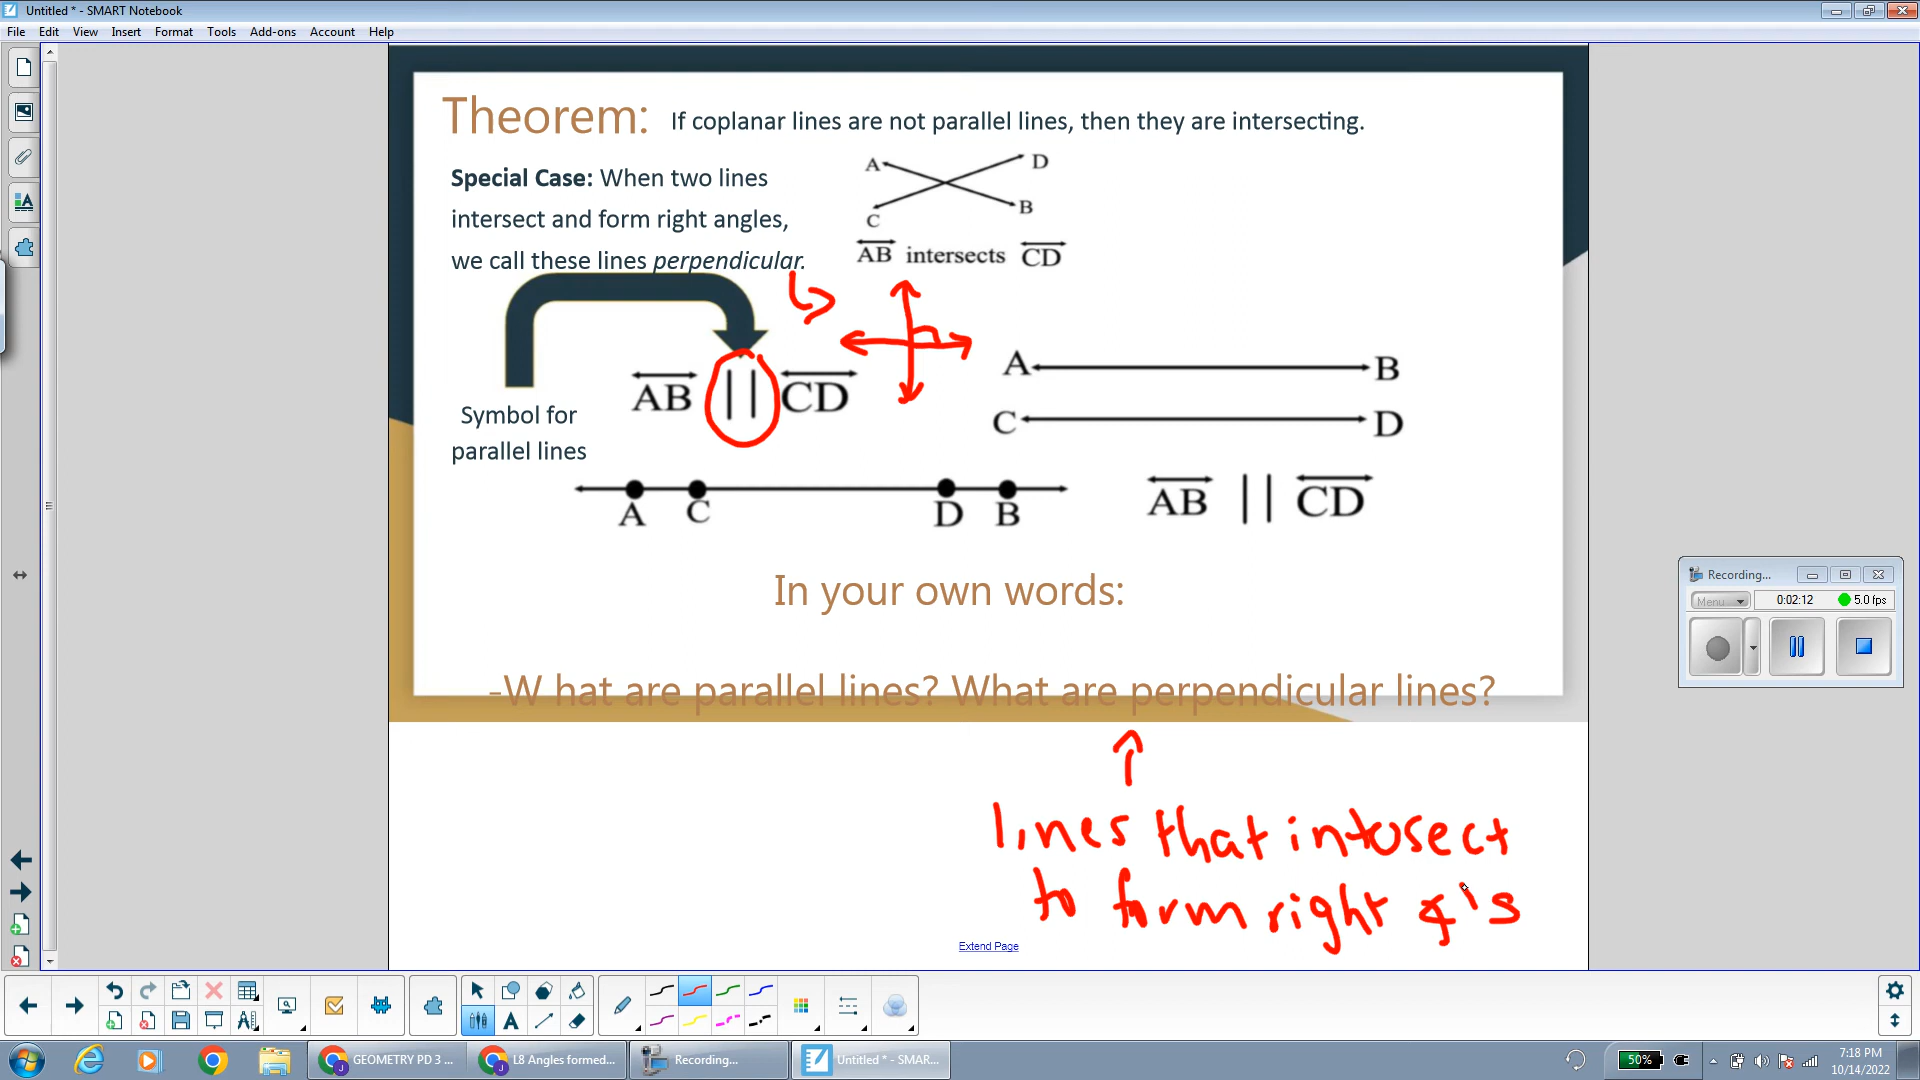 Untitled * - SMART Notebook
File Edit View Insert Format Tools Add-ons Account Help
Theorem: If coplanar lines are not parallel lines, then they are intersecting.
Special Case: When two lines
intersect and form right angles,
we call these lines perpendicular.
A D
C B
AB intersects CD
AB || CD
Symbol for
parallel lines
A B
C D
A C D B
AB || CD
In your own words:
-W hat are parallel lines? What are perpendicular lines?
lines that intersect
to form right ∡'s
Extend Page
Recording...
Menu 0:02:12 5.0 fps
GEOMETRY PD 3 ... L8 Angles formed... Recording... Untitled * - SMAR...
50%
7:18 PM
10/14/2022